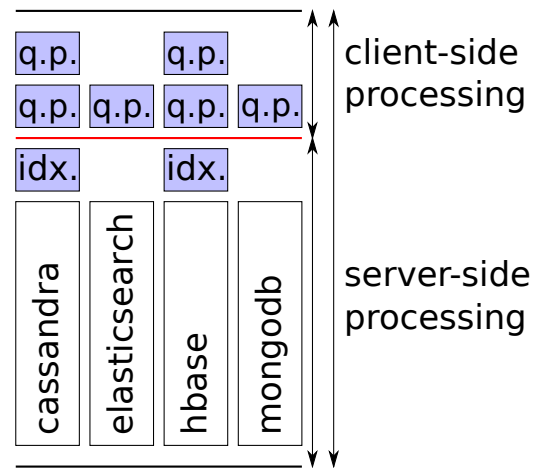 q.p. q.p.
q.p. q.p. q.p. q.p.
client-side
processing
idx. idx.
cassandra
elasticsearch
hbase
mongodb
server-side
processing